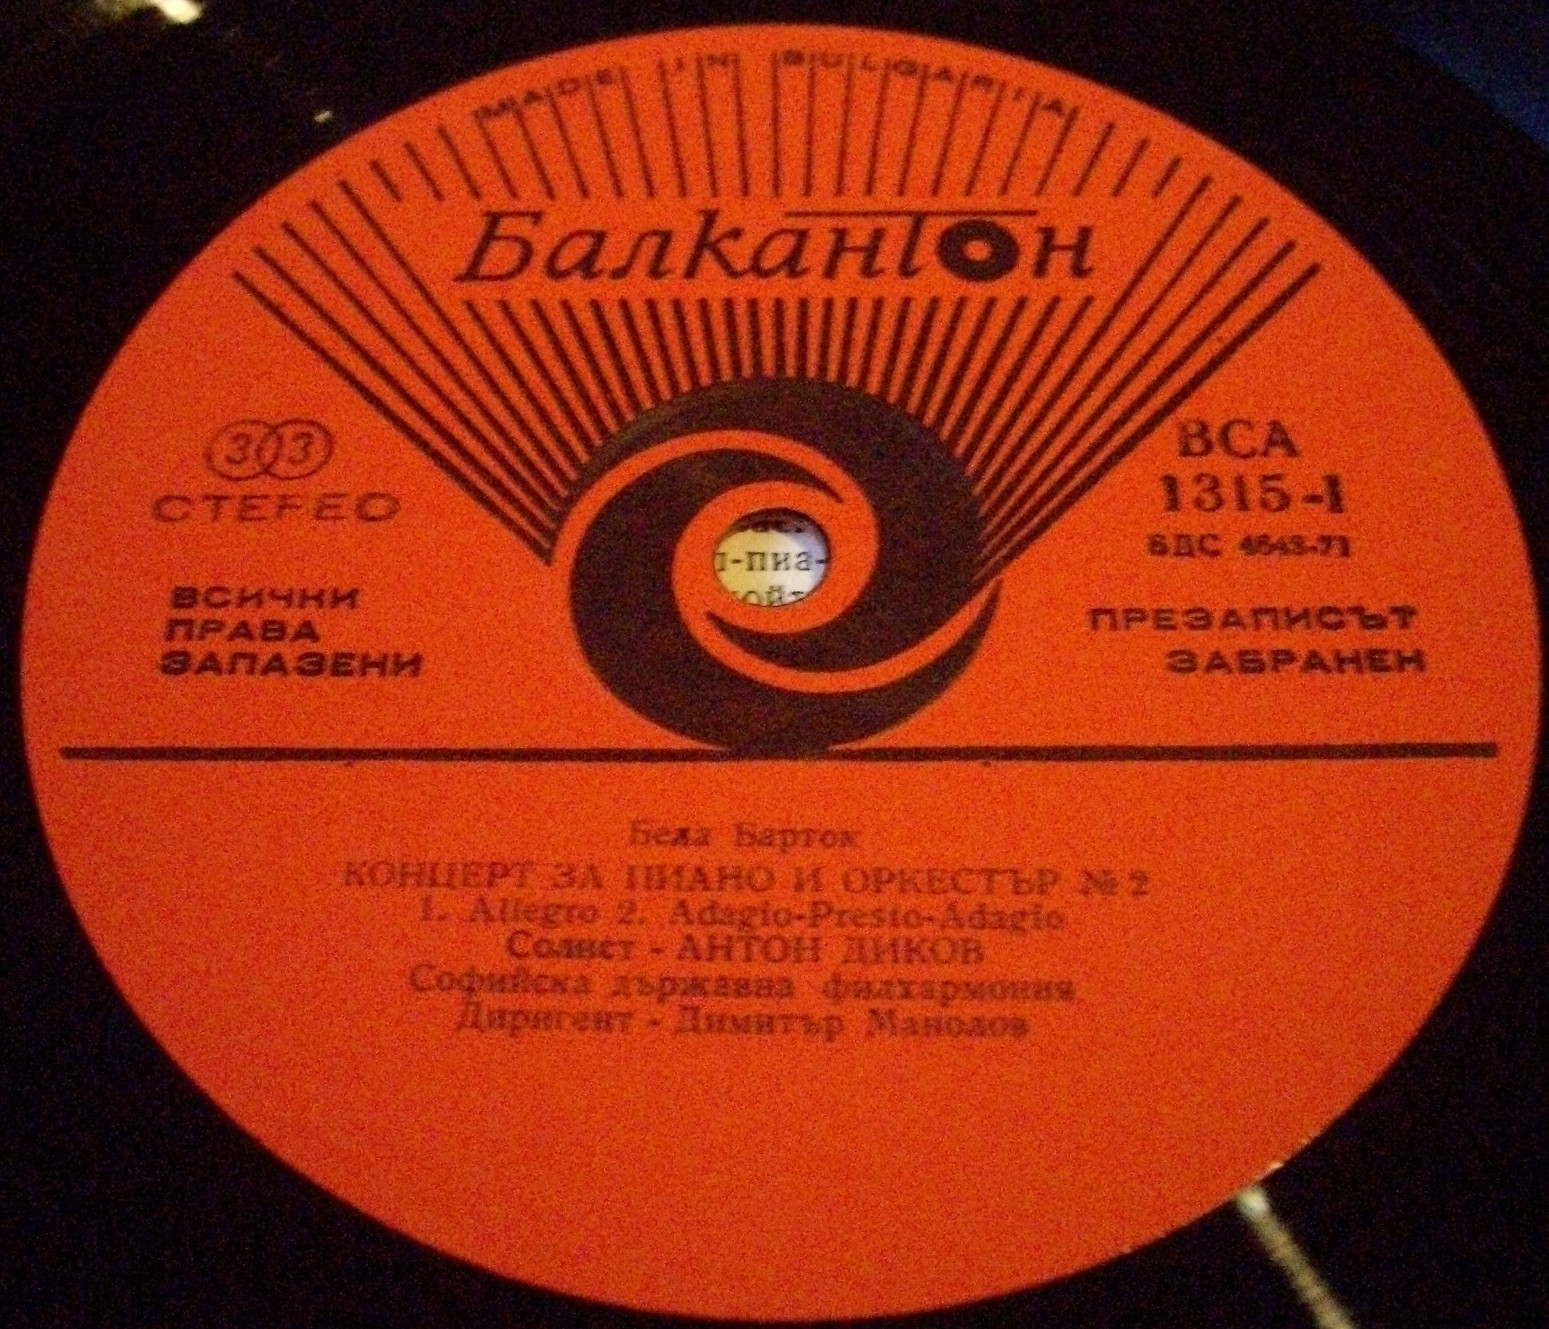 MADE IN BULGARIA
Балкантон
33
СТЕРЕО
ВСИЧКИ
ПРАВА
ЗАПАЗЕНИ
ВСА
1315-I
БДС 4543-71
ПРЕЗАПИСЪТ
ЗАБРАНЕН
-пиа-
Бела Барток
КОНЦЕРТ ЗА ПИАНО И ОРКЕСТЪР № 2
1. Allegro 2. Adagio-Presto-Adagio
Солист - АНТОН ДИКОВ
Софийска държавна филхармония
Диригент - Димитър Манолов